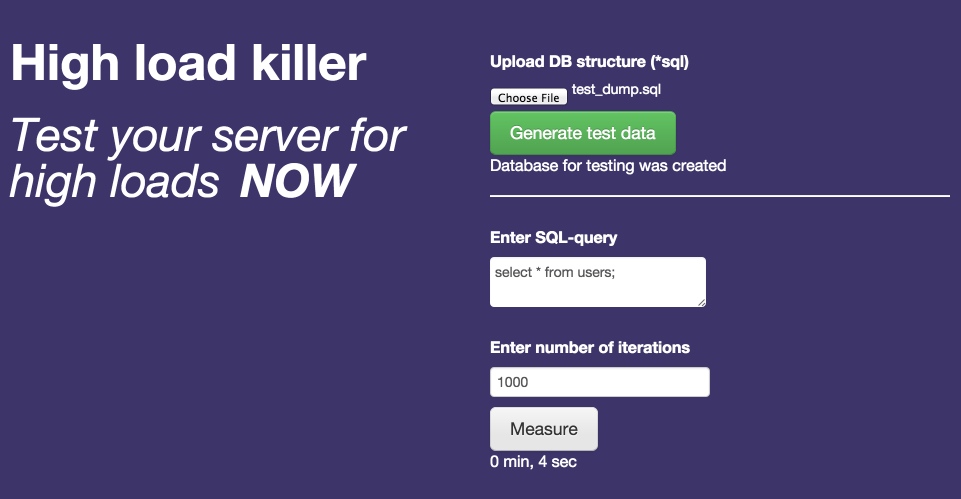 High load killer
Test your server for
high loads NOW
Upload DB structure (*sql)
Choose File test_dump.sql
Generate test data
Database for testing was created
Enter SQL-query
select * from users;
Enter number of iterations
1000
Measure
0 min, 4 sec